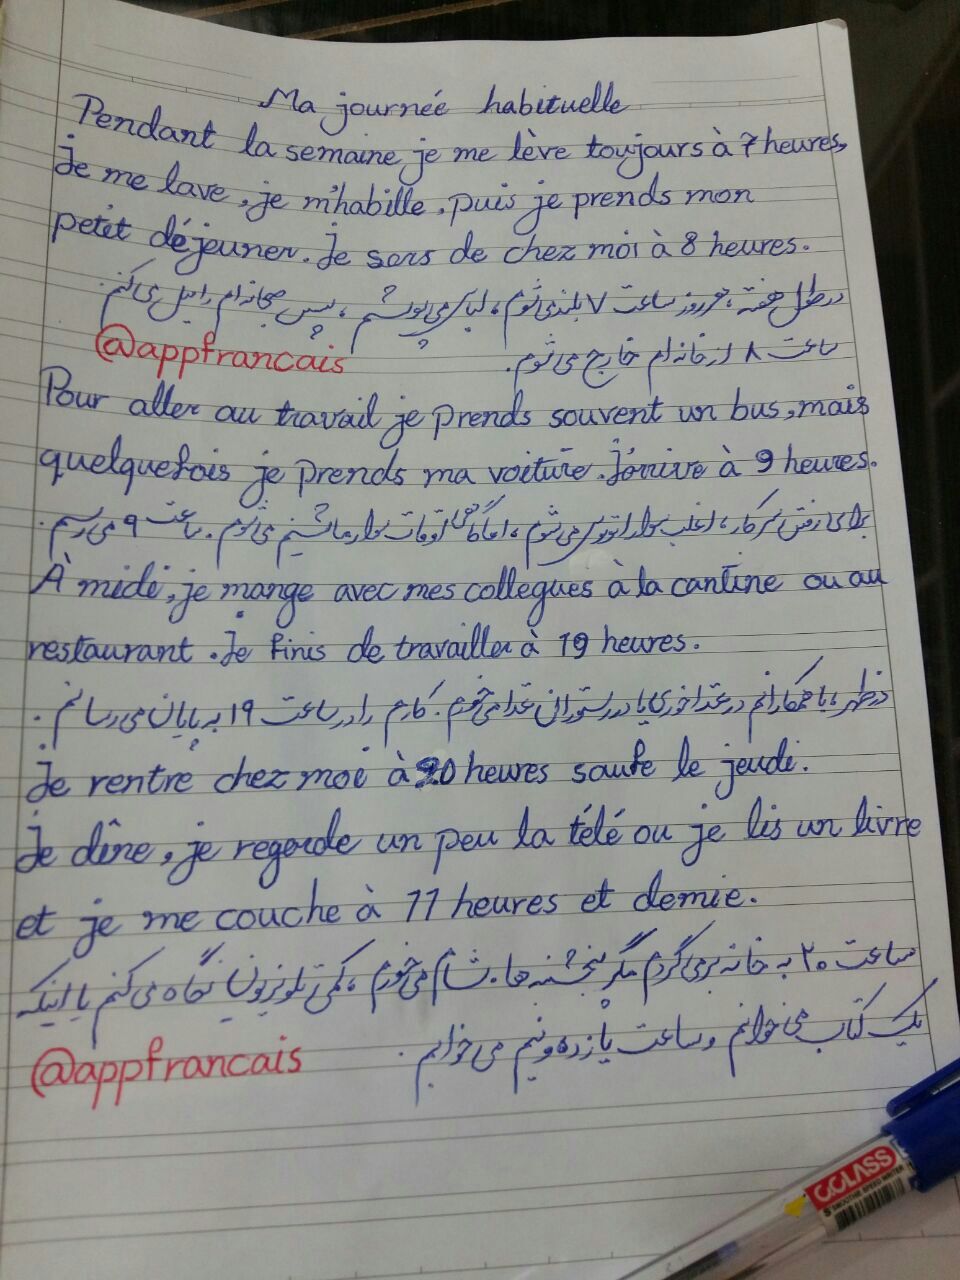 Ma journée habituelle
Pendant la semaine je me lève toujours à 7 heures,
Je me lave, je m'habille, puis je prends mon
petit déjeuner. Je sors de chez moi à 8 heures.
در طول هفته، هر روز ساعت ۷ بلند می‌شوم، لباس می‌پوشم، سپس صبحانه‌ام را میل می‌کنم.
ساعت ۸ از خانه‌ام خارج می‌شوم.
@appfrancais
Pour aller au travail je prends souvent un bus, mais
quelquefois je prends ma voiture. J'arrive à 9 heures.
برای رفتن سر کار، اغلب سوار اتوبوس می‌شوم، اما گاهی اوقات سوار ماشینم می‌شوم. ساعت ۹ می‌رسم.
À midi, je mange avec mes collegues à la cantine ou au
restaurant. Je finis de travailler à 19 heures.
در ظهر، با همکارانم در غذاخوری یا در رستورانی غذا می‌خورم. کارم را در ساعت ۱۹ به پایان می‌رسانم.
Je rentre chez moi à 20 heures saufe le jeudi.
Je dîne, je regarde un peu la télé ou je lis un livre
et je me couche à 11 heures et demie.
ساعت ۲۰ به خانه برمی‌گردم مگر پنجشنبه‌ها. شام می‌خورم، کمی تلویزیون نگاه می‌کنم یا اینکه
یک کتاب می‌خوانم و ساعت یازده و نیم می‌خوابم.
@appfrancais
C.CLASS
SMOOTHE SPEED WRITER